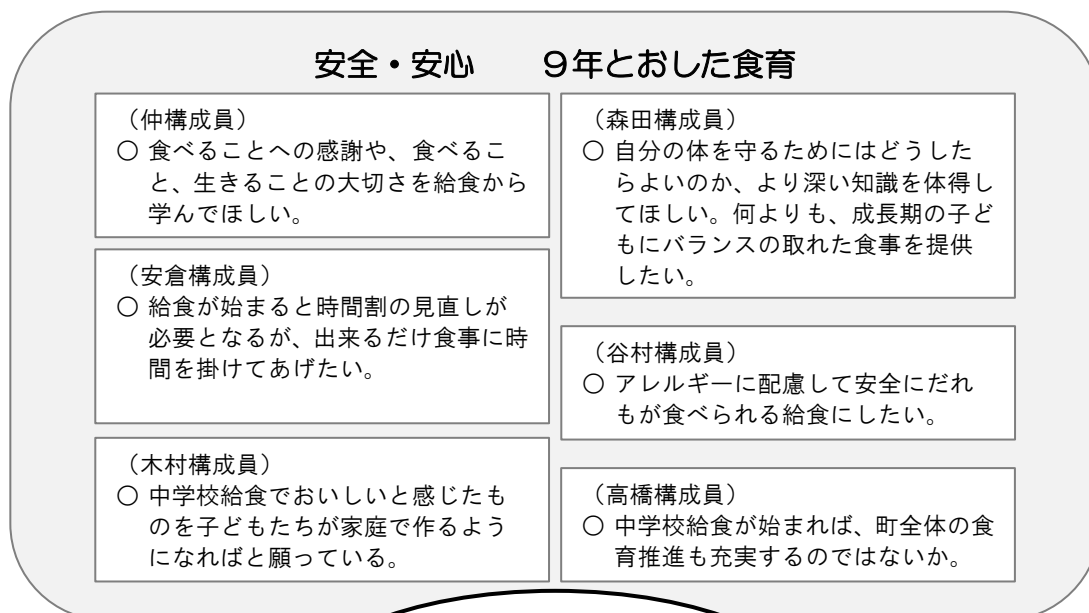 安全・安心　　９年とおした食育
（仲構成員）
○ 食べることへの感謝や、食べるこ
と、生きることの大切さを給食から
学んでほしい。
（安倉構成員）
○ 給食が始まると時間割の見直しが
必要となるが、出来るだけ食事に時
間を掛けてあげたい。
（木村構成員）
○ 中学校給食でおいしいと感じたも
のを子どもたちが家庭で作るよう
になればと願っている。
（森田構成員）
○ 自分の体を守るためにはどうした
らよいのか、より深い知識を体得し
てほしい。何よりも、成長期の子ど
もにバランスの取れた食事を提供
したい。
（谷村構成員）
○ アレルギーに配慮して安全にだれ
もが食べられる給食にしたい。
（高橋構成員）
○ 中学校給食が始まれば、町全体の食
育推進も充実するのではないか。